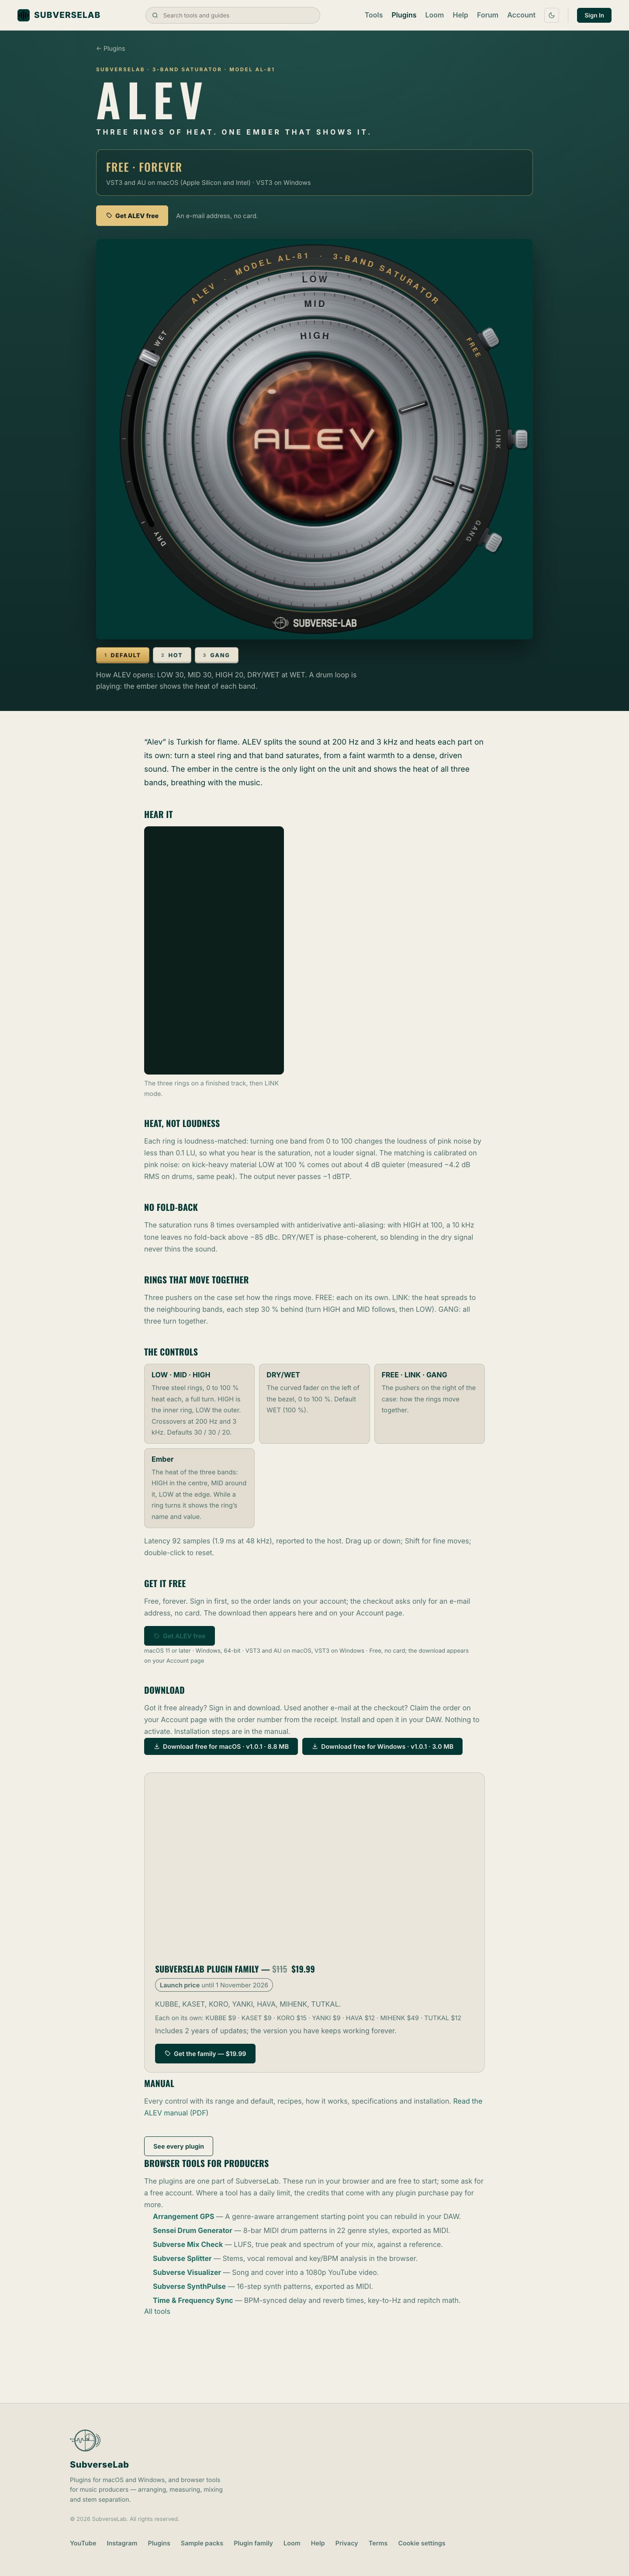 SUBVERSELAB
Search tools and guides
Tools
Plugins
Loom
Help
Forum
Account
Sign In
← Plugins
SUBVERSELAB · 3-BAND SATURATOR · MODEL AL-81
ALEV
THREE RINGS OF HEAT. ONE EMBER THAT SHOWS IT.
FREE · FOREVER
VST3 and AU on macOS (Apple Silicon and Intel) · VST3 on Windows
Get ALEV free
An e-mail address, no card.
ALEV · MODEL AL-81 · 3-BAND SATURATOR
LOW
MID
HIGH
WET
FREE
ALEV
LINK
DRY
GANG
SUBVERSE-LAB
1 DEFAULT
2 HOT
3 GANG
How ALEV opens: LOW 30, MID 30, HIGH 20, DRY/WET at WET. A drum loop is
playing: the ember shows the heat of each band.
“Alev” is Turkish for flame. ALEV splits the sound at 200 Hz and 3 kHz and heats each part on
its own: turn a steel ring and that band saturates, from a faint warmth to a dense, driven
sound. The ember in the centre is the only light on the unit and shows the heat of all three
bands, breathing with the music.
HEAR IT
The three rings on a finished track, then LINK
mode.
HEAT, NOT LOUDNESS
Each ring is loudness-matched: turning one band from 0 to 100 changes the loudness of pink noise by
less than 0.1 LU, so what you hear is the saturation, not a louder signal. The matching is calibrated on
pink noise: on kick-heavy material LOW at 100 % comes out about 4 dB quieter (measured −4.2 dB
RMS on drums, same peak). The output never passes −1 dBTP.
NO FOLD-BACK
The saturation runs 8 times oversampled with antiderivative anti-aliasing: with HIGH at 100, a 10 kHz
tone leaves no fold-back above −85 dBc. DRY/WET is phase-coherent, so blending in the dry signal
never thins the sound.
RINGS THAT MOVE TOGETHER
Three pushers on the case set how the rings move. FREE: each on its own. LINK: the heat spreads to
the neighbouring bands, each step 30 % behind (turn HIGH and MID follows, then LOW). GANG: all
three turn together.
THE CONTROLS
LOW · MID · HIGH
Three steel rings, 0 to 100 %
heat each, a full turn. HIGH is
the inner ring, LOW the outer.
Crossovers at 200 Hz and 3
kHz. Defaults 30 / 30 / 20.
DRY/WET
The curved fader on the left of
the bezel, 0 to 100 %. Default
WET (100 %).
FREE · LINK · GANG
The pushers on the right of the
case: how the rings move
together.
Ember
The heat of the three bands:
HIGH in the centre, MID around
it, LOW at the edge. While a
ring turns it shows the ring's
name and value.
Latency 92 samples (1.9 ms at 48 kHz), reported to the host. Drag up or down; Shift for fine moves;
double-click to reset.
GET IT FREE
Free, forever. Sign in first, so the order lands on your account; the checkout asks only for an e-mail
address, no card. The download then appears here and on your Account page.
Get ALEV free
macOS 11 or later · Windows, 64-bit · VST3 and AU on macOS, VST3 on Windows · Free, no card; the download appears
on your Account page
DOWNLOAD
Got it free already? Sign in and download. Used another e-mail at the checkout? Claim the order on
your Account page with the order number from the receipt. Install and open it in your DAW. Nothing to
activate. Installation steps are in the manual.
Download free for macOS · v1.0.1 · 8.8 MB
Download free for Windows · v1.0.1 · 3.0 MB
SUBVERSELAB PLUGIN FAMILY — $115 $19.99
Launch price until 1 November 2026
KUBBE, KASET, KORO, YANKI, HAVA, MIHENK, TUTKAL.
Each on its own: KUBBE $9 · KASET $9 · KORO $15 · YANKI $9 · HAVA $12 · MIHENK $49 · TUTKAL $12
Includes 2 years of updates; the version you have keeps working forever.
Get the family — $19.99
MANUAL
Every control with its range and default, recipes, how it works, specifications and installation. Read the
ALEV manual (PDF)
See every plugin
BROWSER TOOLS FOR PRODUCERS
The plugins are one part of SubverseLab. These run in your browser and are free to start; some ask for
a free account. Where a tool has a daily limit, the credits that come with any plugin purchase pay for
more.
Arrangement GPS — A genre-aware arrangement starting point you can rebuild in your DAW.
Sensei Drum Generator — 8-bar MIDI drum patterns in 22 genre styles, exported as MIDI.
Subverse Mix Check — LUFS, true peak and spectrum of your mix, against a reference.
Subverse Splitter — Stems, vocal removal and key/BPM analysis in the browser.
Subverse Visualizer — Song and cover into a 1080p YouTube video.
Subverse SynthPulse — 16-step synth patterns, exported as MIDI.
Time & Frequency Sync — BPM-synced delay and reverb times, key-to-Hz and repitch math.
All tools
SubverseLab
Plugins for macOS and Windows, and browser tools
for music producers — arranging, measuring, mixing
and stem separation.
© 2026 SubverseLab. All rights reserved.
YouTube
Instagram
Plugins
Sample packs
Plugin family
Loom
Help
Privacy
Terms
Cookie settings